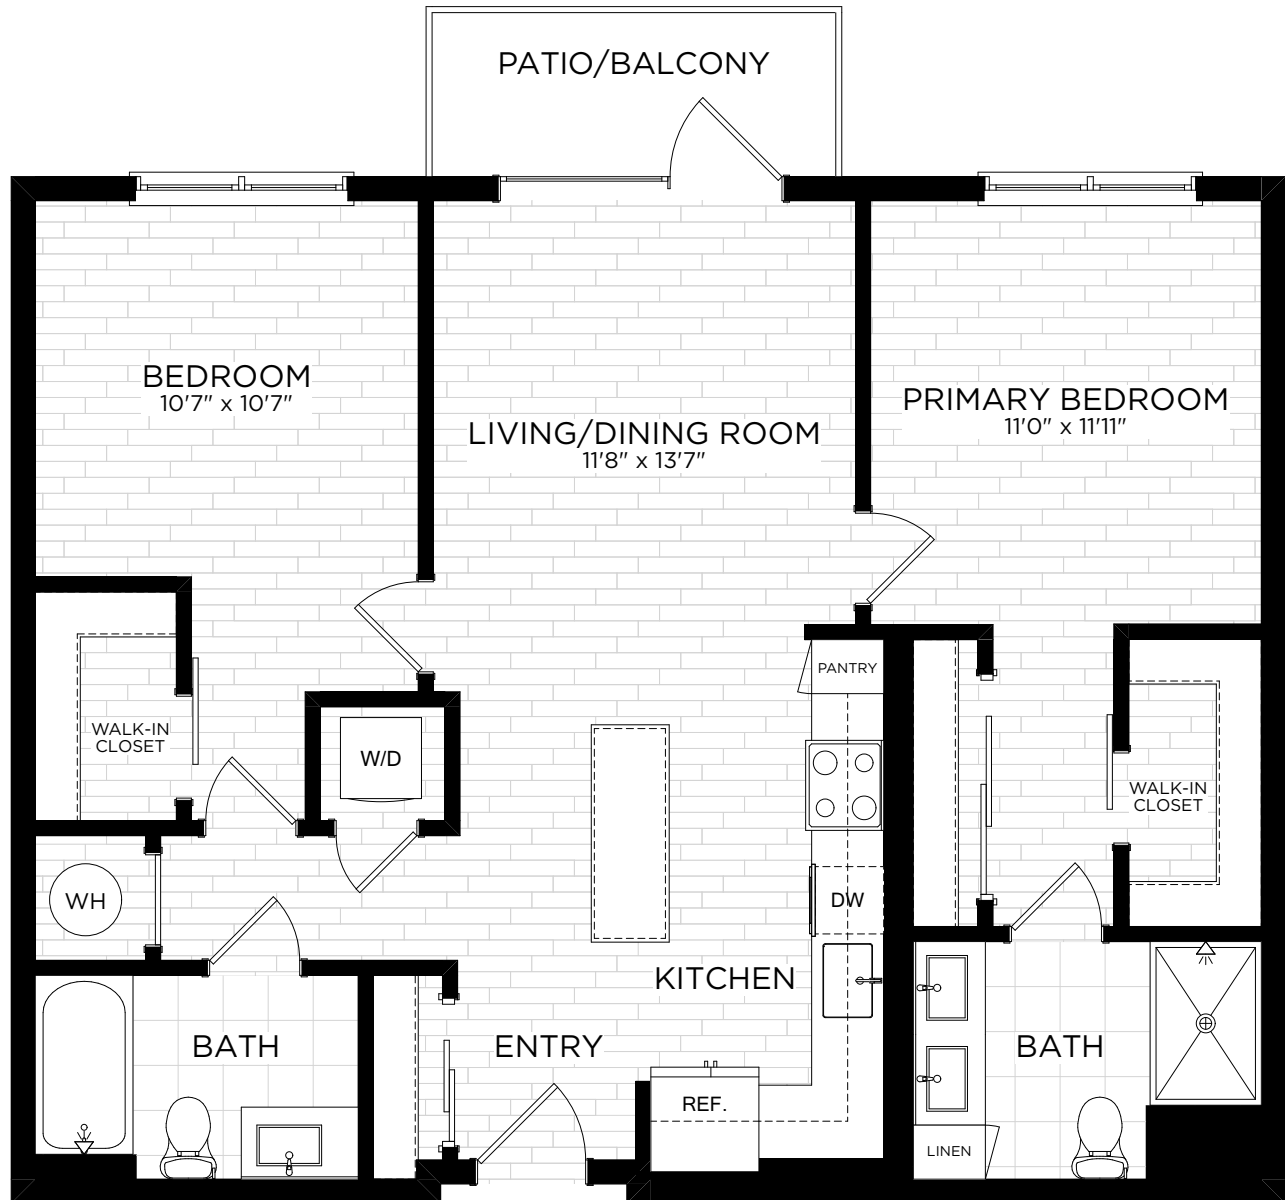 PATIO/BALCONY
BEDROOM
10'7" x 10'7"
LIVING/DINING ROOM
11'8" x 13'7"
PRIMARY BEDROOM
11'0" x 11'11"
PANTRY
WALK-IN
CLOSET
W/D
WALK-IN
CLOSET
WH
DW
KITCHEN
BATH
ENTRY
BATH
REF.
LINEN